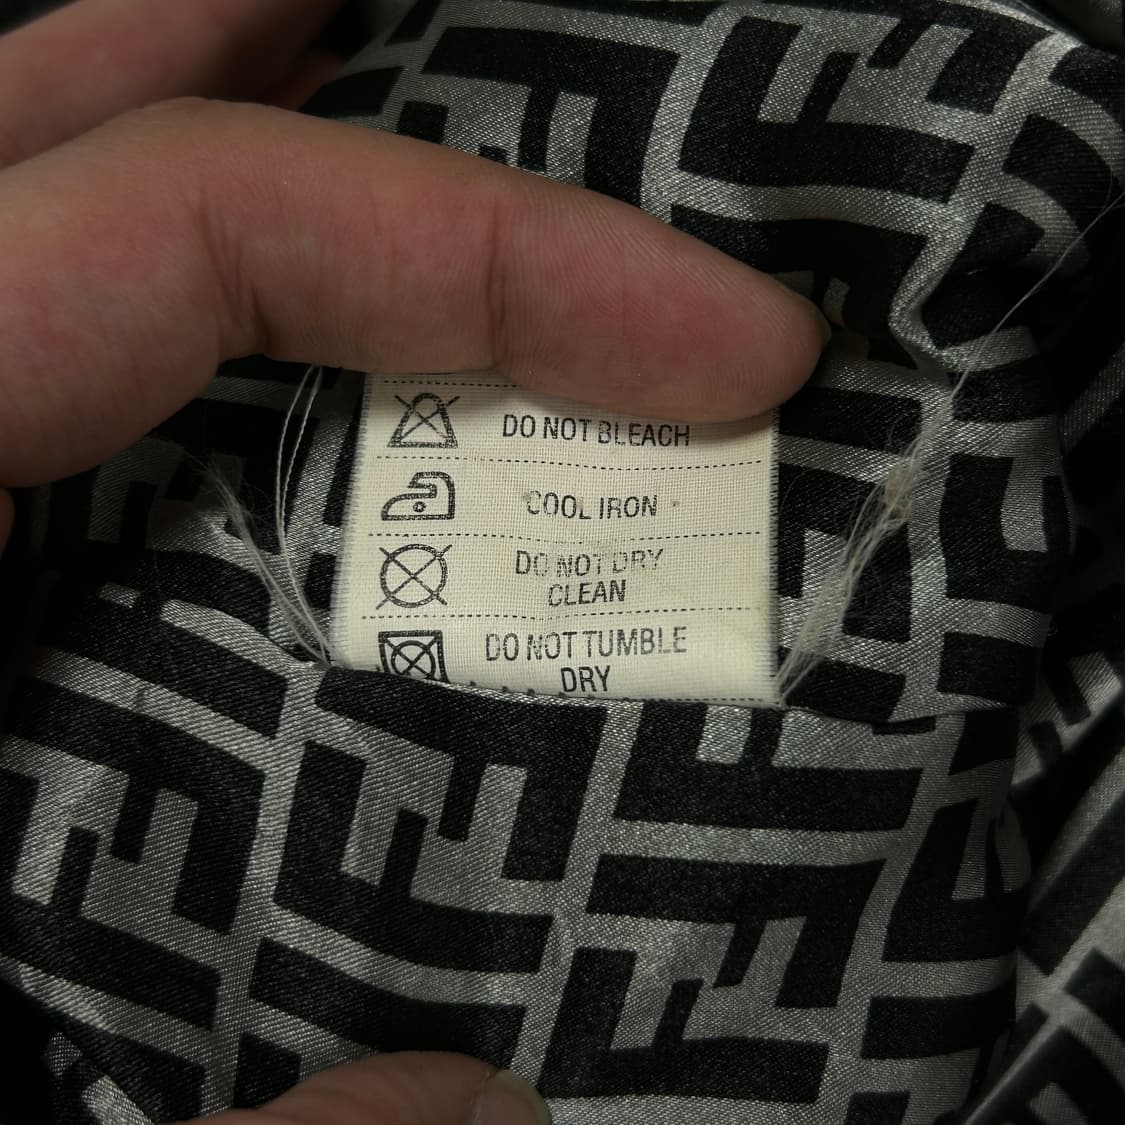 DO NOT BLEACH
COOL IRON
DO NOT DRY
CLEAN
DO NOT TUMBLE
DRY